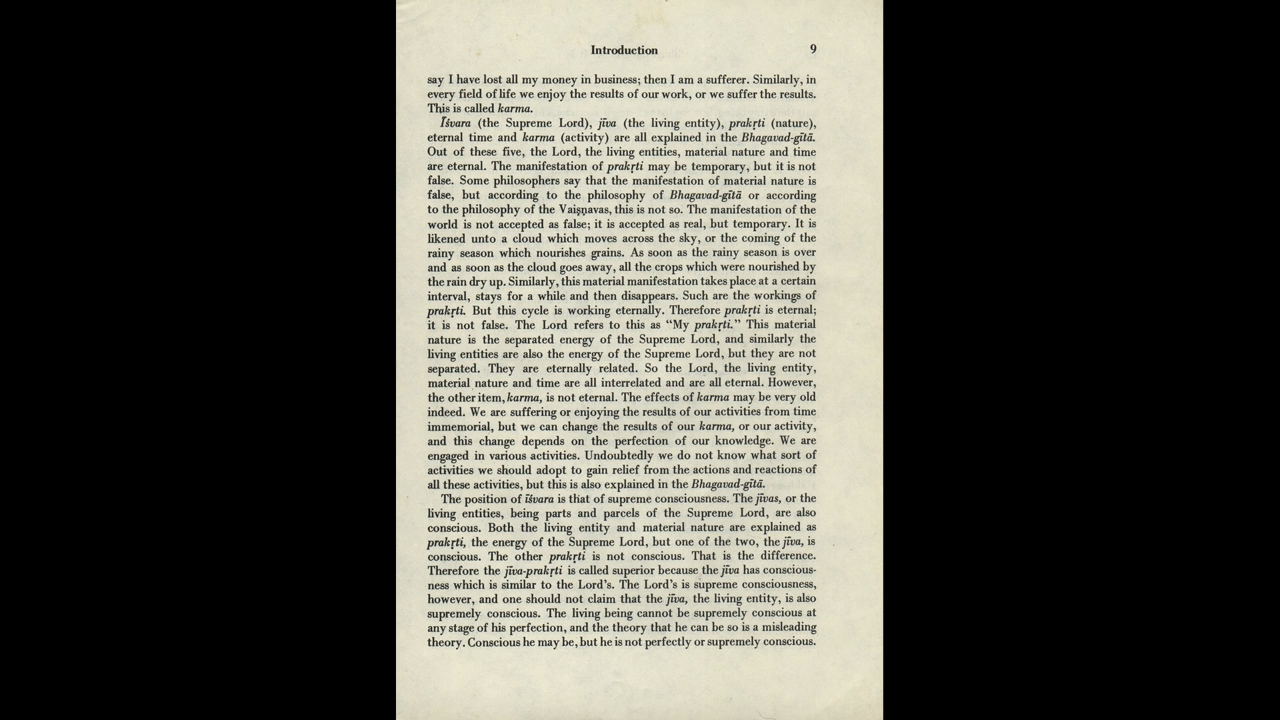 Introduction 9
say I have lost all my money in business; then I am a sufferer. Similarly, in
every field of life we enjoy the results of our work, or we suffer the results.
This is called karma.
Īśvara (the Supreme Lord), jīva (the living entity), prakṛti (nature),
eternal time and karma (activity) are all explained in the Bhagavad-gītā.
Out of these five, the Lord, the living entities, material nature and time
are eternal. The manifestation of prakṛti may be temporary, but it is not
false. Some philosophers say that the manifestation of material nature is
false, but according to the philosophy of Bhagavad-gītā or according
to the philosophy of the Vaiṣṇavas, this is not so. The manifestation of the
world is not accepted as false; it is accepted as real, but temporary. It is
likened unto a cloud which moves across the sky, or the coming of the
rainy season which nourishes grains. As soon as the rainy season is over
and as soon as the cloud goes away, all the crops which were nourished by
the rain dry up. Similarly, this material manifestation takes place at a certain
interval, stays for a while and then disappears. Such are the workings of
prakṛti. But this cycle is working eternally. Therefore prakṛti is eternal;
it is not false. The Lord refers to this as “My prakṛti.” This material
nature is the separated energy of the Supreme Lord, and similarly the
living entities are also the energy of the Supreme Lord, but they are not
separated. They are eternally related. So the Lord, the living entity,
material nature and time are all interrelated and are all eternal. However,
the other item, karma, is not eternal. The effects of karma may be very old
indeed. We are suffering or enjoying the results of our activities from time
immemorial, but we can change the results of our karma, or our activity,
and this change depends on the perfection of our knowledge. We are
engaged in various activities. Undoubtedly we do not know what sort of
activities we should adopt to gain relief from the actions and reactions of
all these activities, but this is also explained in the Bhagavad-gītā.
The position of īśvara is that of supreme consciousness. The jīvas, or the
living entities, being parts and parcels of the Supreme Lord, are also
conscious. Both the living entity and material nature are explained as
prakṛti, the energy of the Supreme Lord, but one of the two, the jīva, is
conscious. The other prakṛti is not conscious. That is the difference.
Therefore the jīva-prakṛti is called superior because the jīva has conscious-
ness which is similar to the Lord’s. The Lord’s is supreme consciousness,
however, and one should not claim that the jīva, the living entity, is also
supremely conscious. The living being cannot be supremely conscious at
any stage of his perfection, and the theory that he can be so is a misleading
theory. Conscious he may be, but he is not perfectly or supremely conscious.